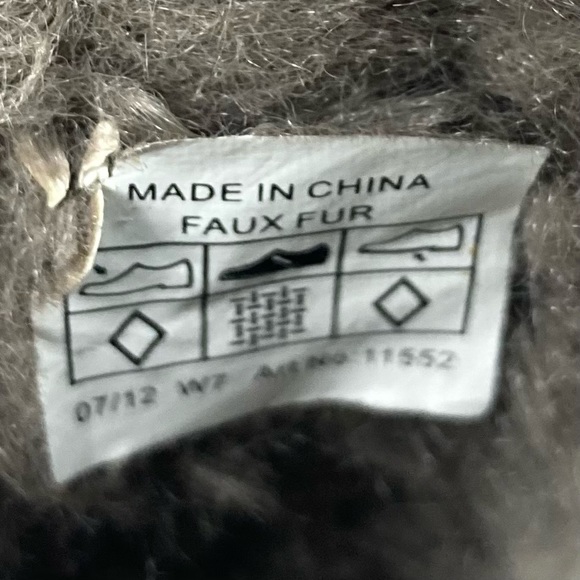 MADE IN CHINA
FAUX FUR
07/12 W7 Art No: 11552